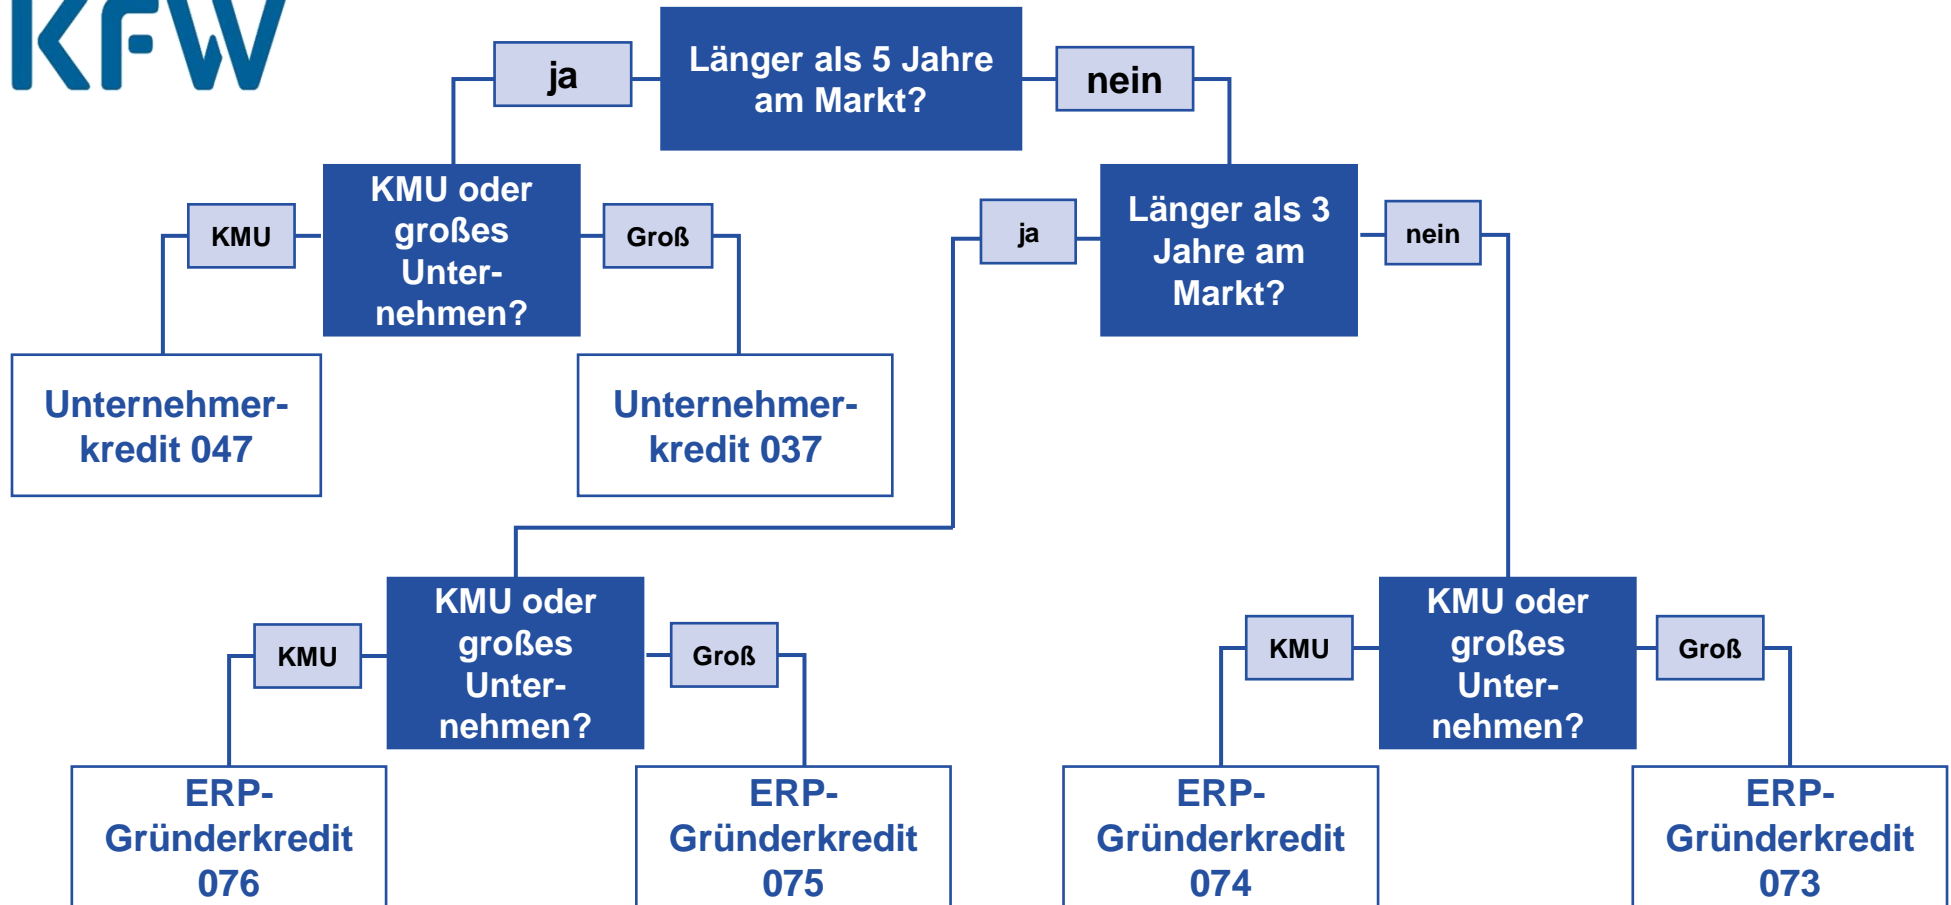 KFW
Länger als 5 Jahre
am Markt?
ja
nein
KMU oder
großes
Unter-
nehmen?
KMU
Groß
Länger als 3
Jahre am
Markt?
ja
nein
Unternehmer-
kredit 047
Unternehmer-
kredit 037
KMU oder
großes
Unter-
nehmen?
KMU
Groß
KMU oder
großes
Unter-
nehmen?
KMU
Groß
ERP-
Gründerkredit
076
ERP-
Gründerkredit
075
ERP-
Gründerkredit
074
ERP-
Gründerkredit
073